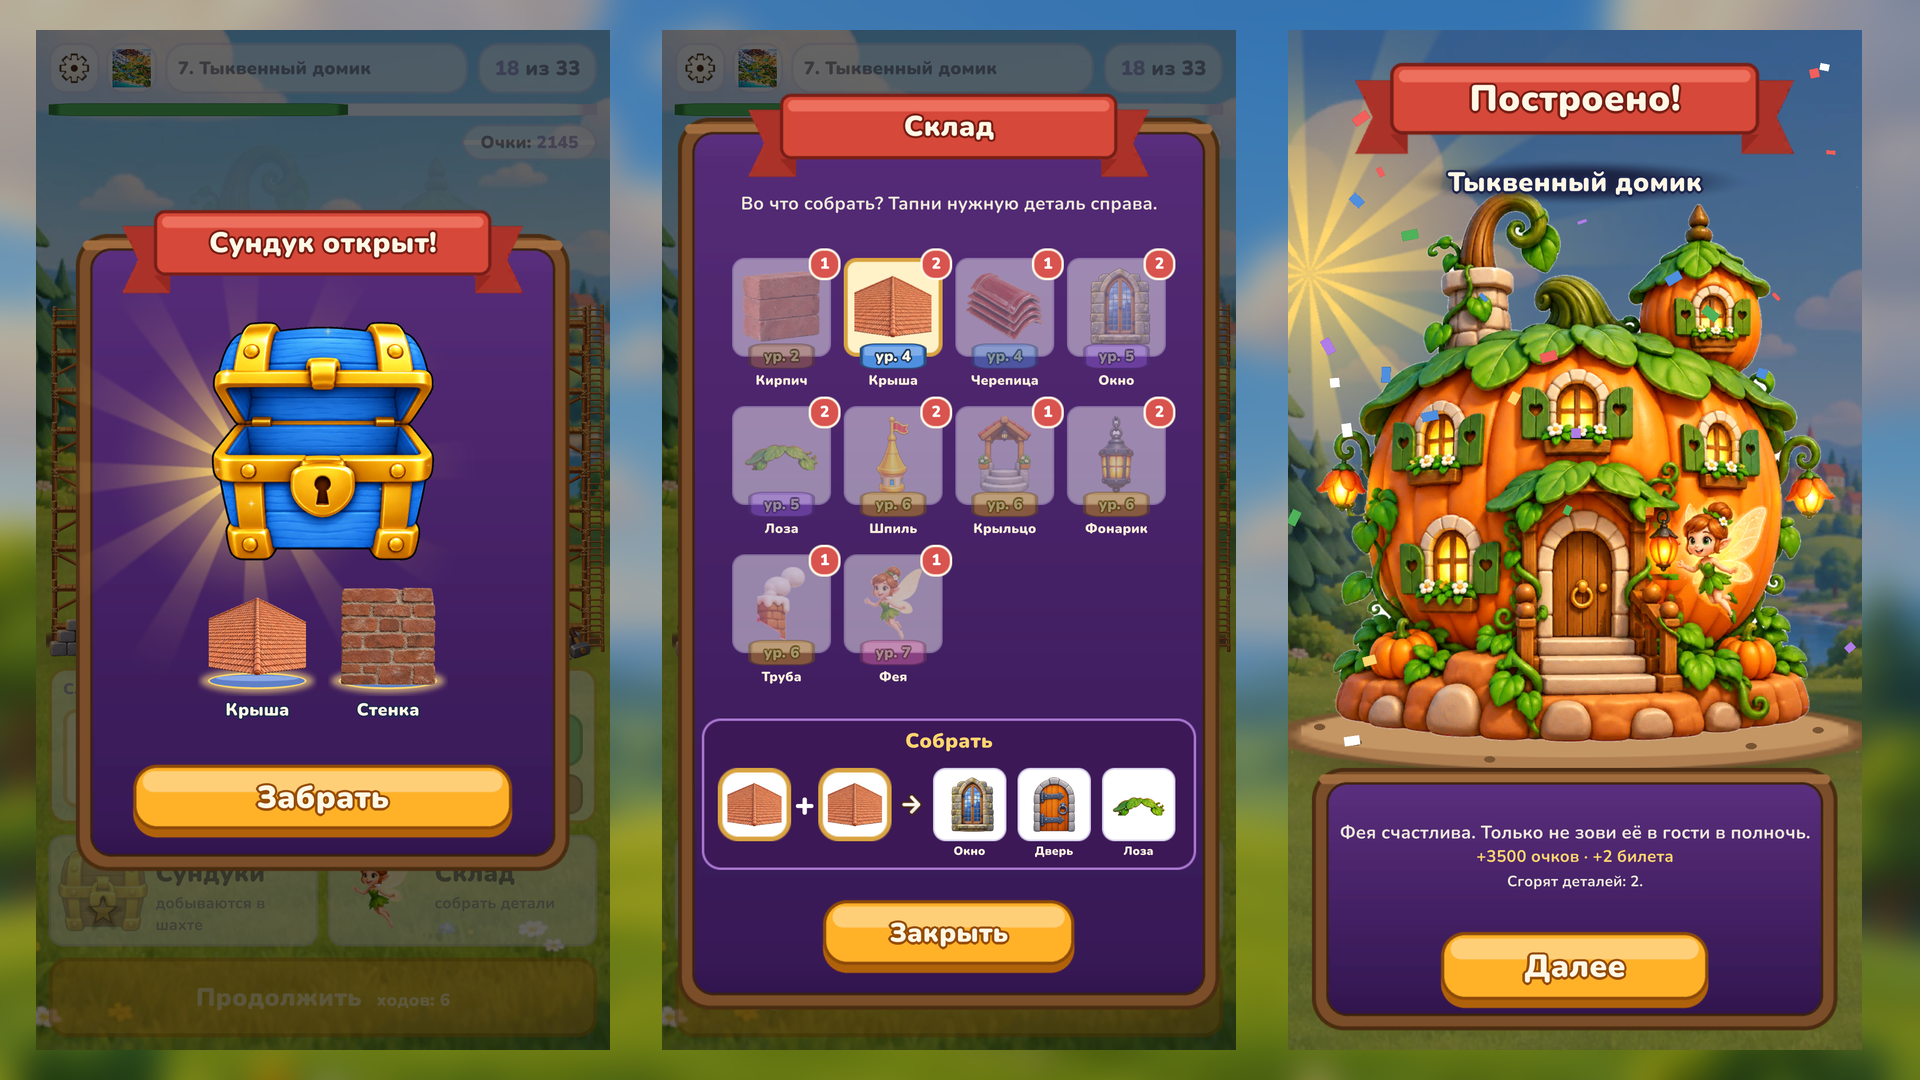 7. Тыквенный домик
18 из 33
Очки: 2145
Сундук открыт!
Крыша
Стенка
Забрать
Сундуки
добываются в
шахте
Склад
собрать детали
Продолжить ходов: 6
7. Тыквенный домик
18 из 33
Склад
Во что собрать? Тапни нужную деталь справа.
1
2
1
2
ур. 2
ур. 4
ур. 4
ур. 5
Кирпич
Крыша
Черепица
Окно
2
2
1
2
ур. 5
ур. 6
ур. 6
ур. 6
Лоза
Шпиль
Крыльцо
Фонарик
1
1
ур. 6
ур. 7
Труба
Фея
Собрать
+
→
Окно
Дверь
Лоза
Закрыть
Построено!
Тыквенный домик
Фея счастлива. Только не зови её в гости в полночь.
+3500 очков · +2 билета
Сгорят деталей: 2.
Далее